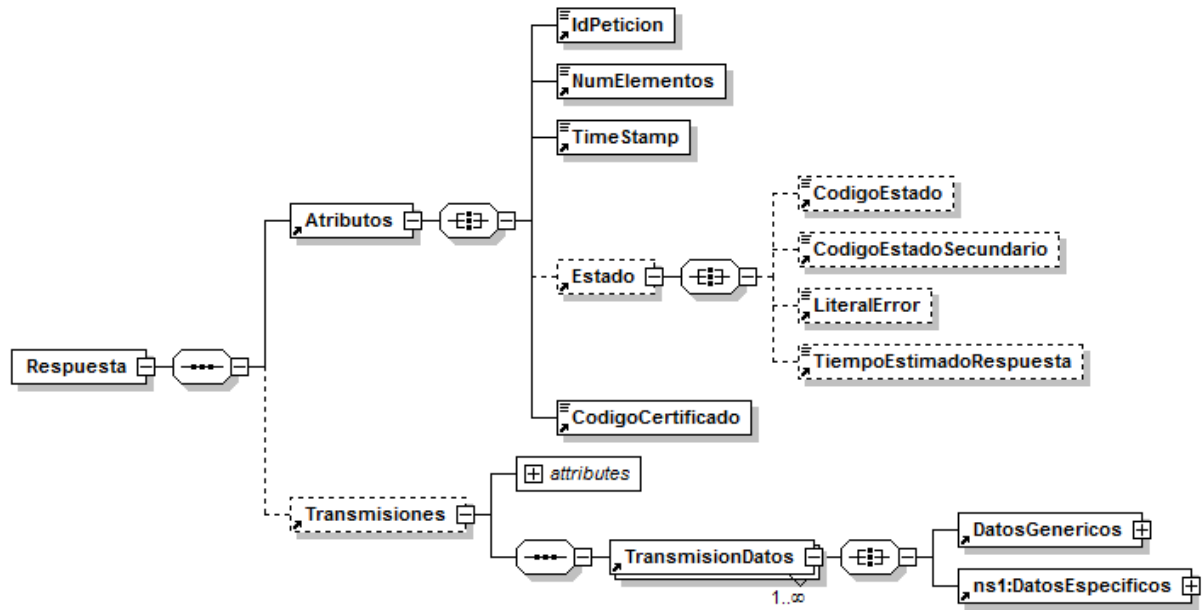 IdPeticion
NumElementos
TimeStamp
CodigoEstado
Atributos
CodigoEstadoSecundario
Estado
LiteralError
Respuesta
TiempoEstimadoRespuesta
CodigoCertificado
attributes
Transmisiones
DatosGenericos
TransmisionDatos
ns1:DatosEspecificos
1..∞